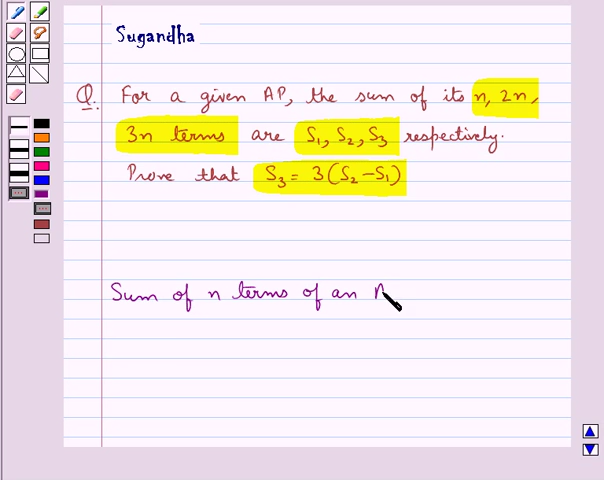 Sugandha
Q. For a given AP, the sum of its n, 2n,
3n terms are S₁, S₂, S₃ respectively.
Prove that S₃ = 3(S₂-S₁)
Sum of n terms of an